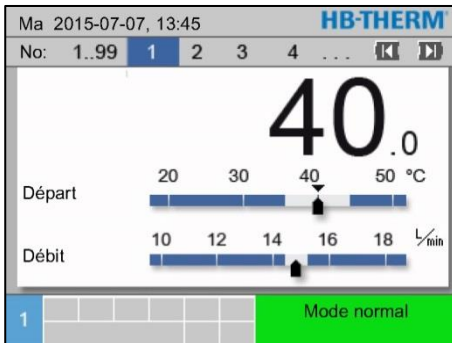 Ma 2015-07-07, 13:45 HB-THERM
No: 1..99 1 2 3 4 ...
40.0
20 30 40 50 °C
Départ
10 12 14 16 18 L/min
Débit
1 Mode normal